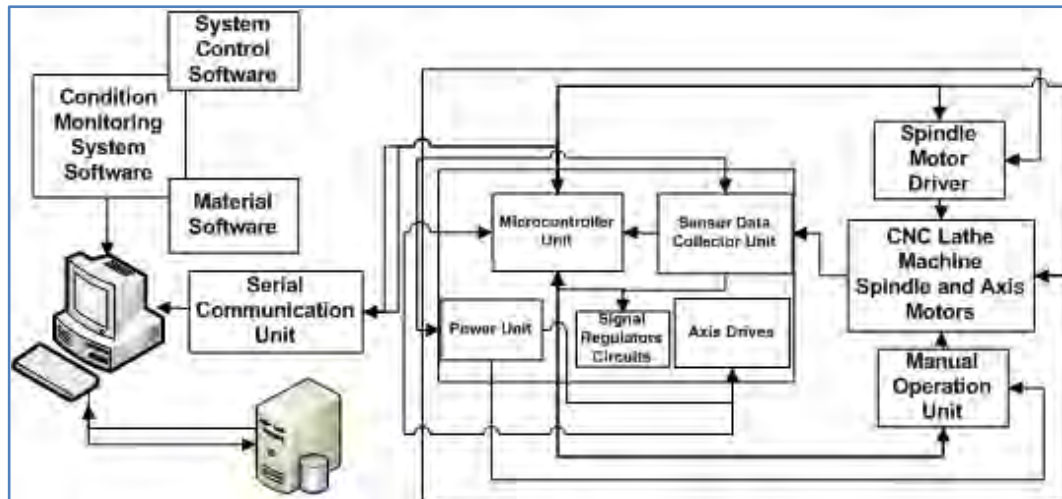 System
Control
Software
Condition
Monitoring
System
Software
Material
Software
Serial
Communication
Unit
Microcontroller
Unit
Senser Data
Collector Unit
Power Unit
Signal
Regulators
Circuits
Axis Drives
Spindle
Motor
Driver
CNC Lathe
Machine
Spindle and Axis
Motors
Manual
Operation
Unit